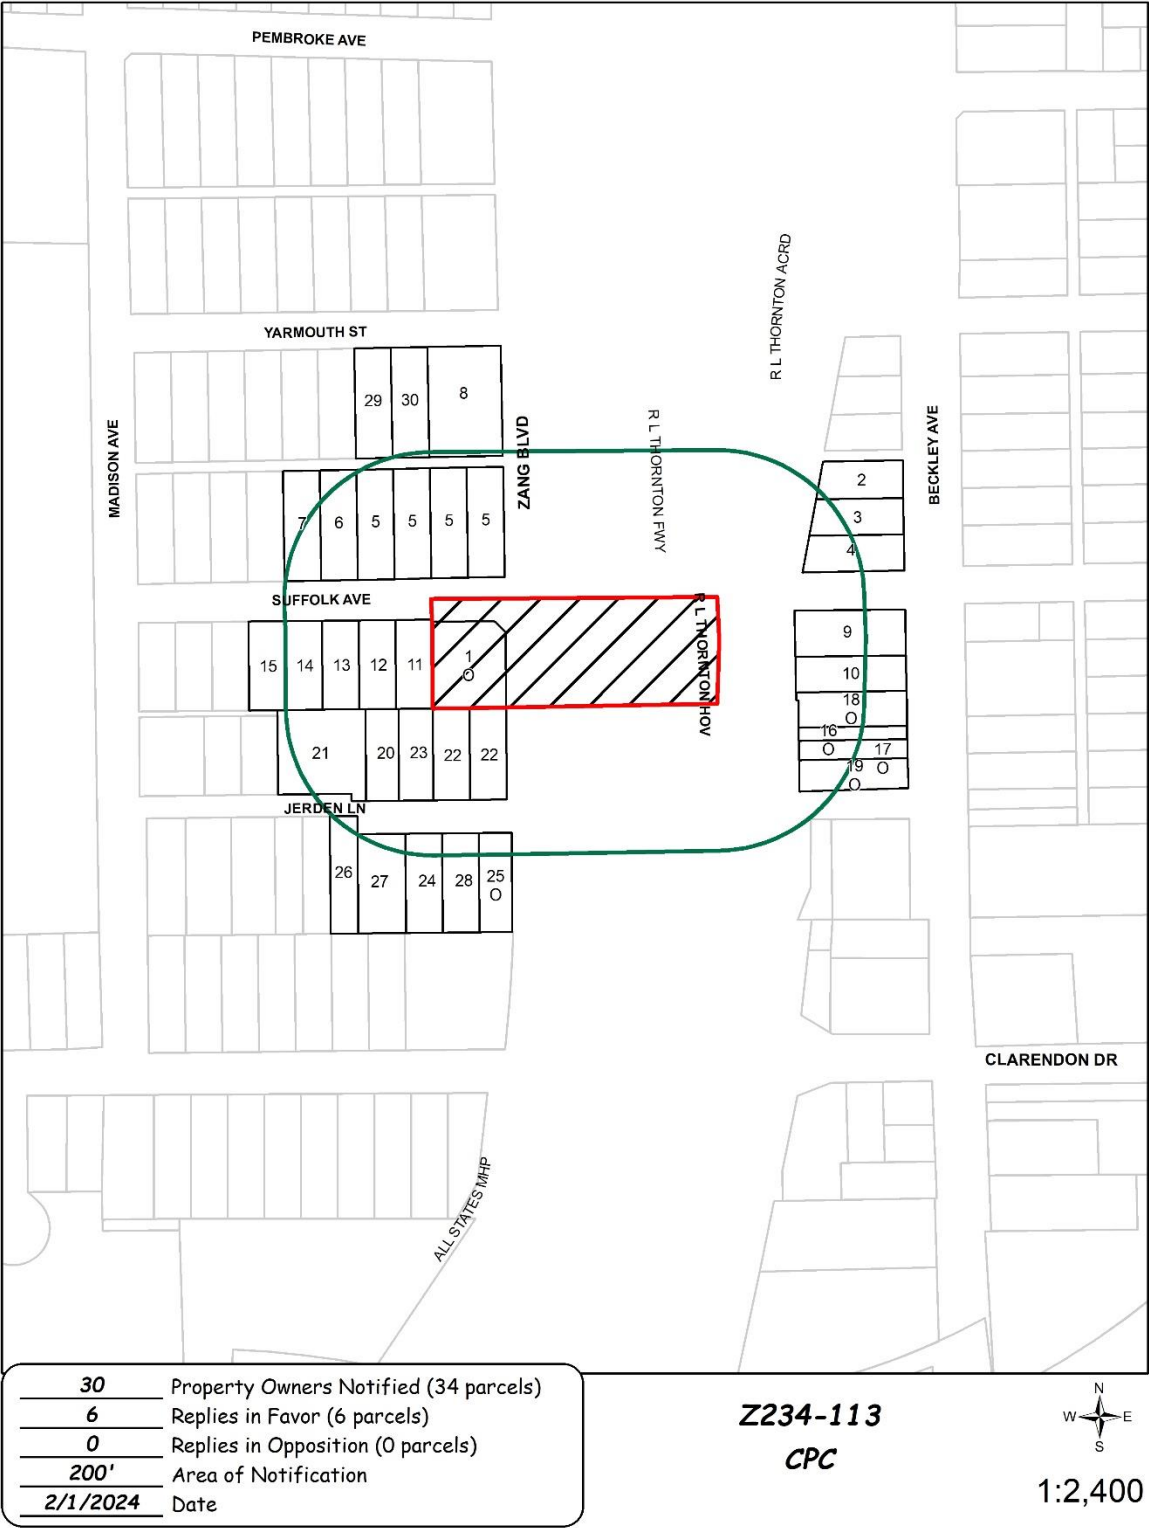 PEMBROKE AVE
R L THORNTON ACRD
YARMOUTH ST
29 30 8
MADISON AVE
ZANG BLVD
R L THORNTON FWY
BECKLEY AVE
2
7 6 5 5 5 5
3
4
SUFFOLK AVE
R L THORNTON HOV
9
15 14 13 12 11 1
O
10
18
O
16
O
21 20 23 22 22
17
O
19
O
JERDEN LN
26 27 24 28 25
O
CLARENDON DR
ALL STATES MHP
30 Property Owners Notified (34 parcels)
6 Replies in Favor (6 parcels)
0 Replies in Opposition (0 parcels)
200' Area of Notification
2/1/2024 Date
Z234-113
CPC
N
W E
S
1:2,400